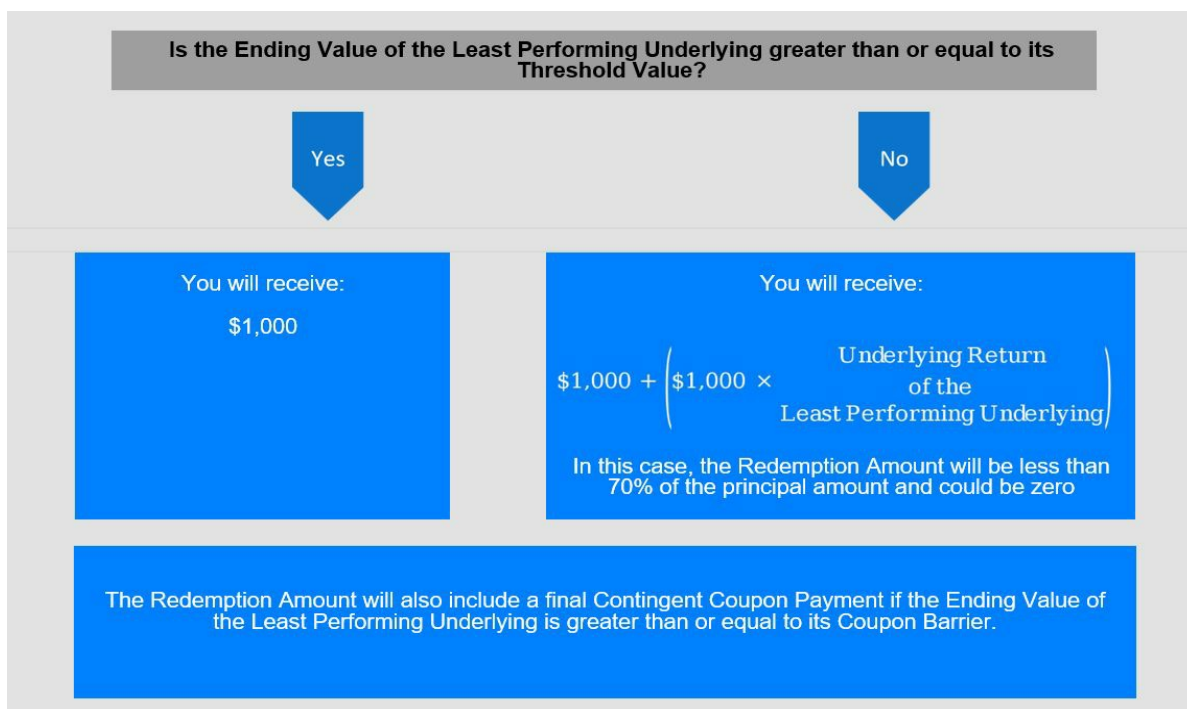 Is the Ending Value of the Least Performing Underlying greater than or equal to its
Threshold Value?
Yes
No
You will receive:
$1,000
You will receive:
$1,000 + ($1,000 × Underlying Return
of the
Least Performing Underlying)
In this case, the Redemption Amount will be less than
70% of the principal amount and could be zero
The Redemption Amount will also include a final Contingent Coupon Payment if the Ending Value of
the Least Performing Underlying is greater than or equal to its Coupon Barrier.